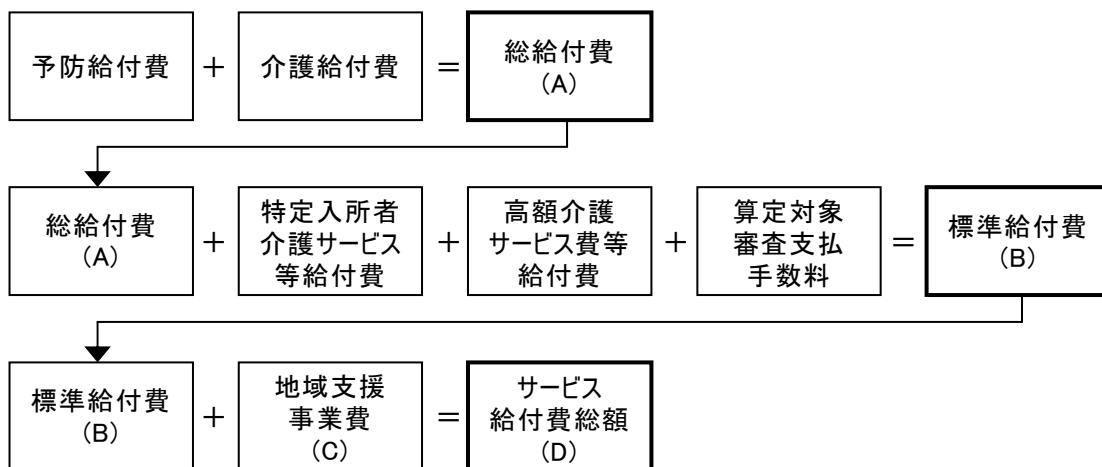 予防給付費 ＋ 介護給付費 ＝ 総給付費
（A）
総給付費
（A）
＋
特定入所者
介護サービス
等給付費
＋
高額介護
サービス費等
給付費
＋
算定対象
審査支払
手数料
＝
標準給付費
（B）
標準給付費
（B）
＋
地域支援
事業費
（C）
＝
サービス
給付費総額
（D）